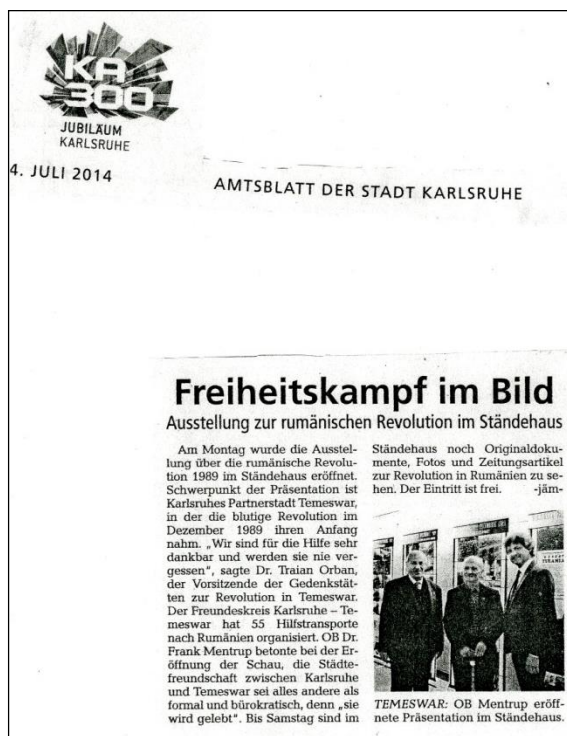 KA
300
JUBILÄUM
KARLSRUHE
4. JULI 2014
AMTSBLATT DER STADT KARLSRUHE
Freiheitskampf im Bild
Ausstellung zur rumänischen Revolution im Ständehaus
Am Montag wurde die Ausstel-
lung über die rumänische Revolu-
tion 1989 im Ständehaus eröffnet.
Schwerpunkt der Präsentation ist
Karlsruhes Partnerstadt Temeswar,
in der die blutige Revolution im
Dezember 1989 ihren Anfang
nahm. „Wir sind für die Hilfe sehr
dankbar und werden sie nie ver-
gessen“, sagte Dr. Traian Orban,
der Vorsitzende der Gedenkstät-
ten zur Revolution in Temeswar.
Der Freundeskreis Karlsruhe – Te-
meswar hat 55 Hilfstransporte
nach Rumänien organisiert. OB Dr.
Frank Mentrup betonte bei der Er-
öffnung der Schau, die Städte-
freundschaft zwischen Karlsruhe
und Temeswar sei alles andere als
formal und bürokratisch, denn „sie
wird gelebt“. Bis Samstag sind im
Ständehaus noch Originaldoku-
mente, Fotos und Zeitungsartikel
zur Revolution in Rumänien zu se-
hen. Der Eintritt ist frei. -jäm-
TEMESWAR: OB Mentrup eröff-
nete Präsentation im Ständehaus.